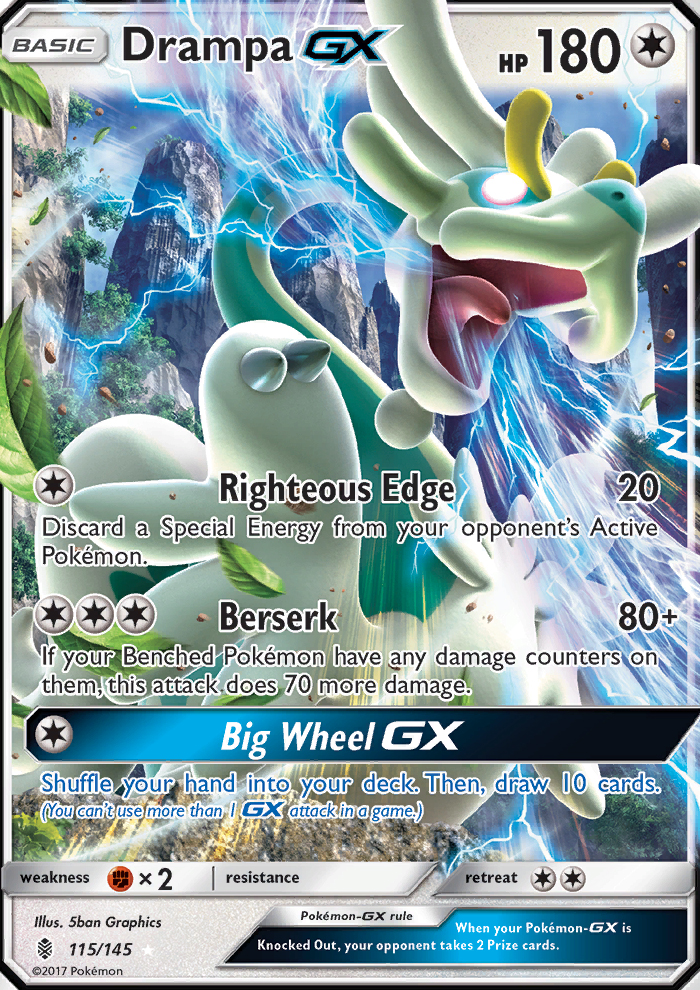 BASIC Drampa GX HP 180
Righteous Edge 20
Discard a Special Energy from your opponent's Active
Pokémon.
Berserk 80+
If your Benched Pokémon have any damage counters on
them, this attack does 70 more damage.
Big Wheel GX
Shuffle your hand into your deck. Then, draw 10 cards.
(You can't use more than 1 GX attack in a game.)
weakness ×2 resistance retreat
Illus. 5ban Graphics
115/145
©2017 Pokémon
Pokémon-GX rule
When your Pokémon-GX is
Knocked Out, your opponent takes 2 Prize cards.